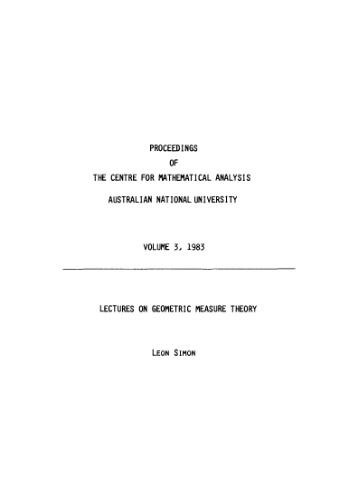 PROCEEDINGS
OF
THE CENTRE FOR MATHEMATICAL ANALYSIS
AUSTRALIAN NATIONAL UNIVERSITY
VOLUME 3, 1983
LECTURES ON GEOMETRIC MEASURE THEORY
LEON SIMON